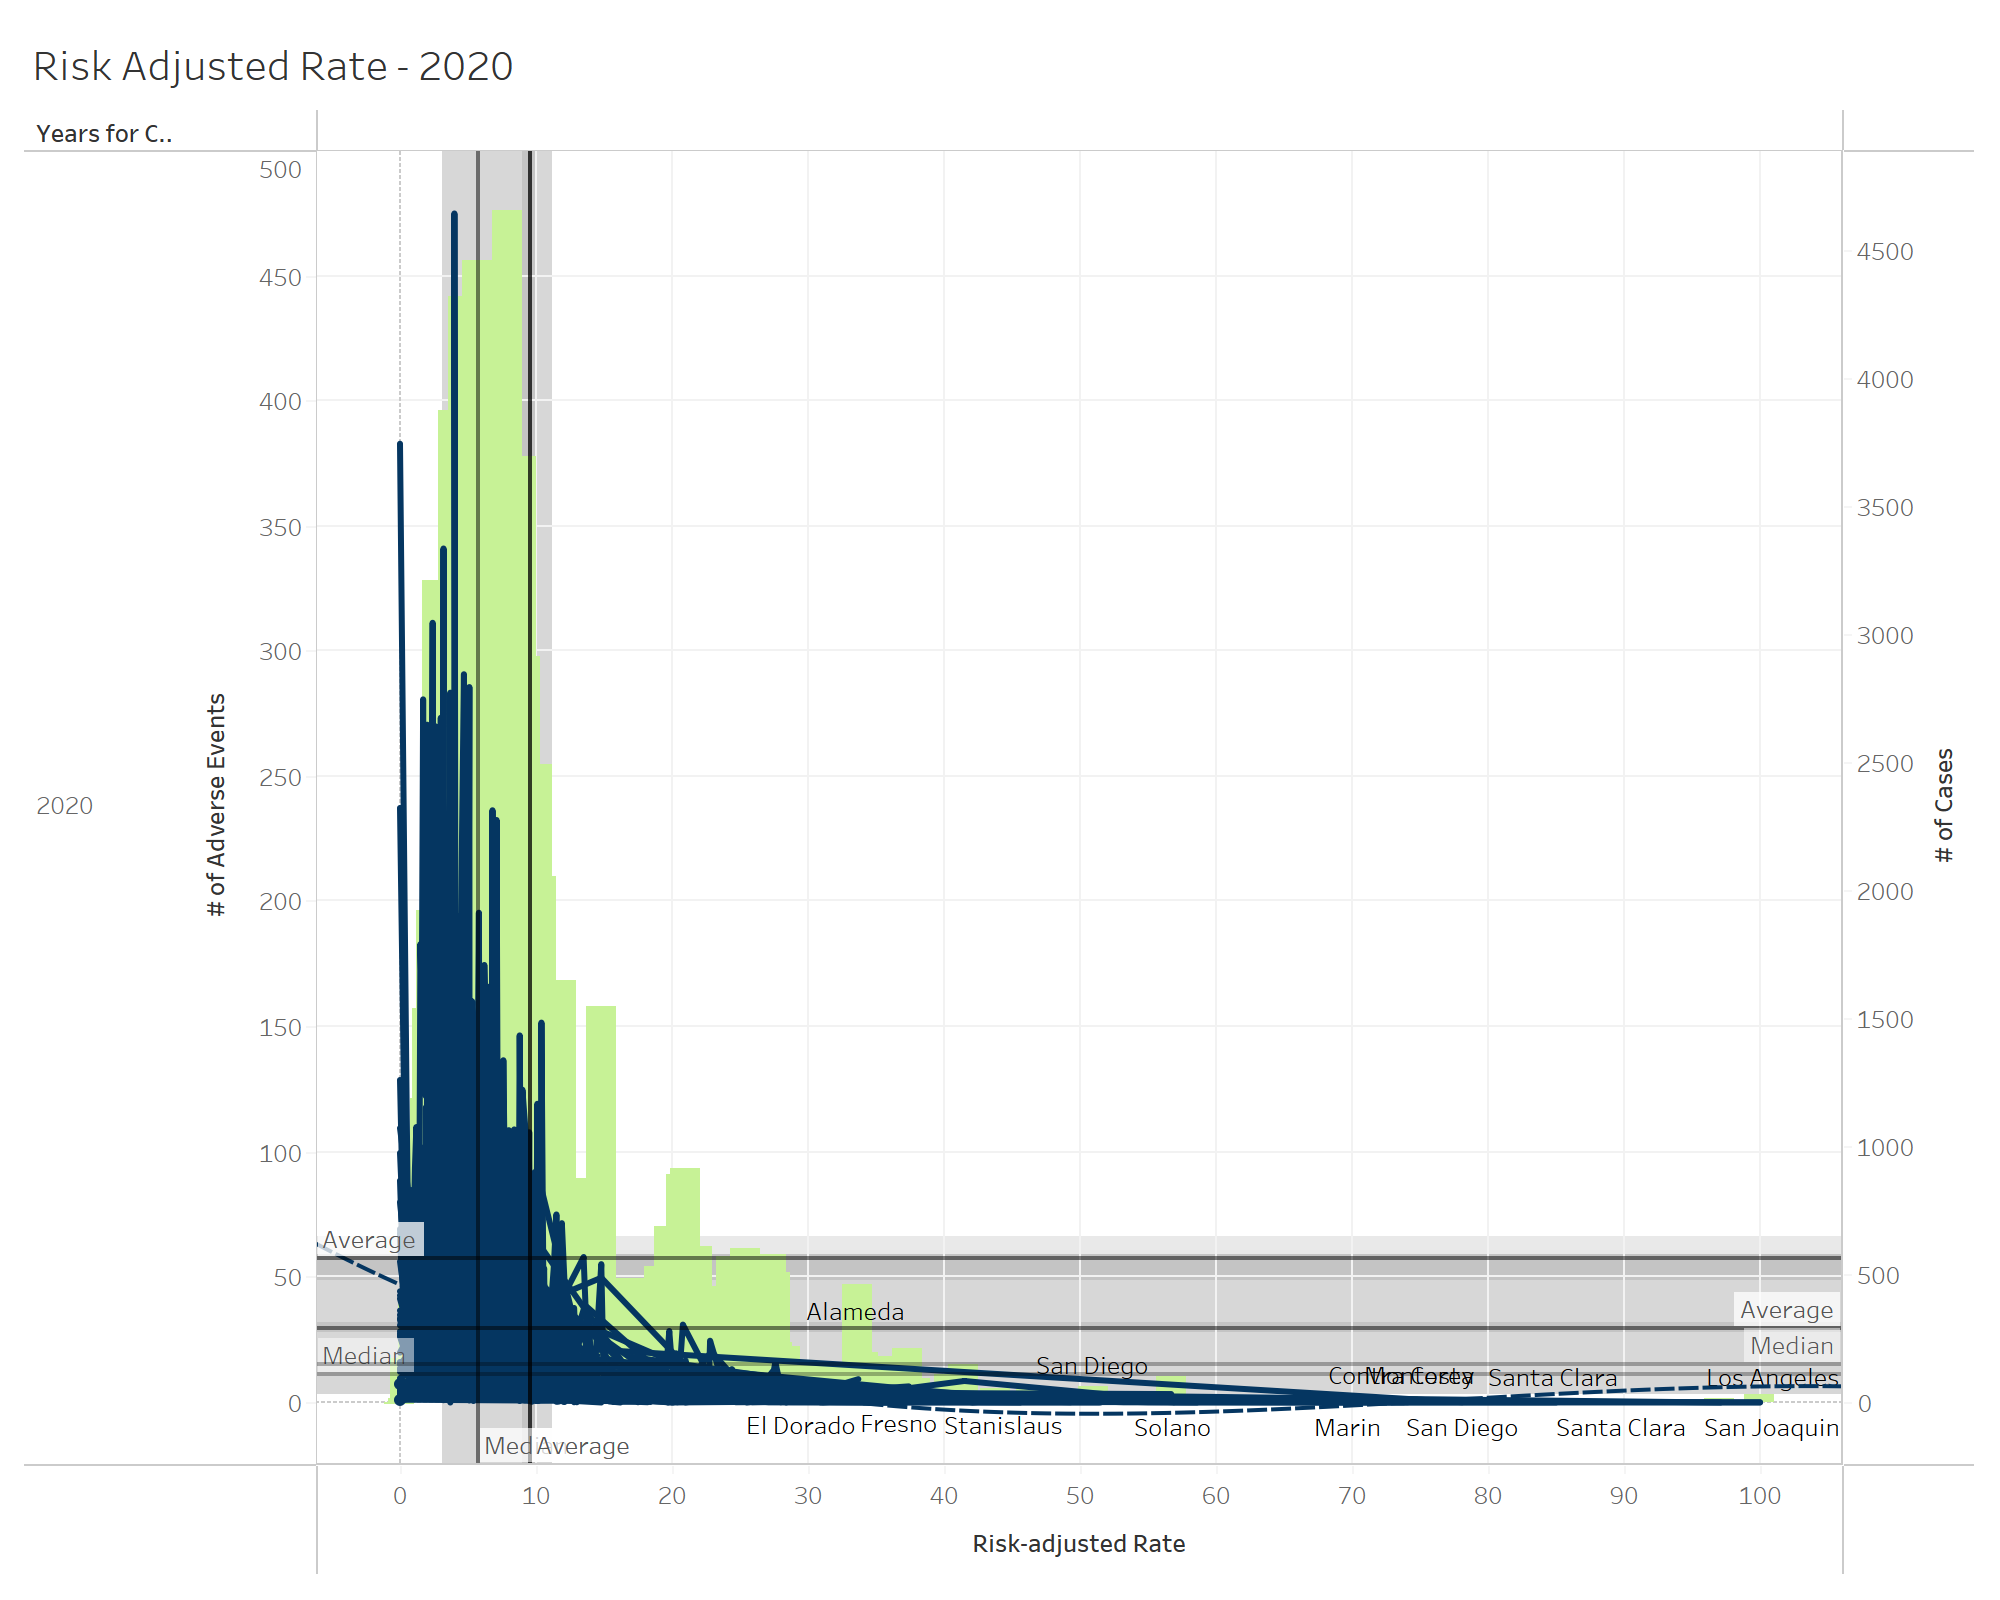 Risk Adjusted Rate - 2020
Years for C..
2020
# of Adverse Events
500
450
400
350
300
250
200
150
100
50
0
4500
4000
3500
3000
2500
2000
1500
1000
500
0
# of Cases
Average
Median
Average
Median
Alameda
San Diego
Contra Costa
Monterey
Santa Clara
Los Angeles
El Dorado
Fresno
Stanislaus
Solano
Marin
San Diego
Santa Clara
San Joaquin
Med
Average
0 10 20 30 40 50 60 70 80 90 100
Risk-adjusted Rate